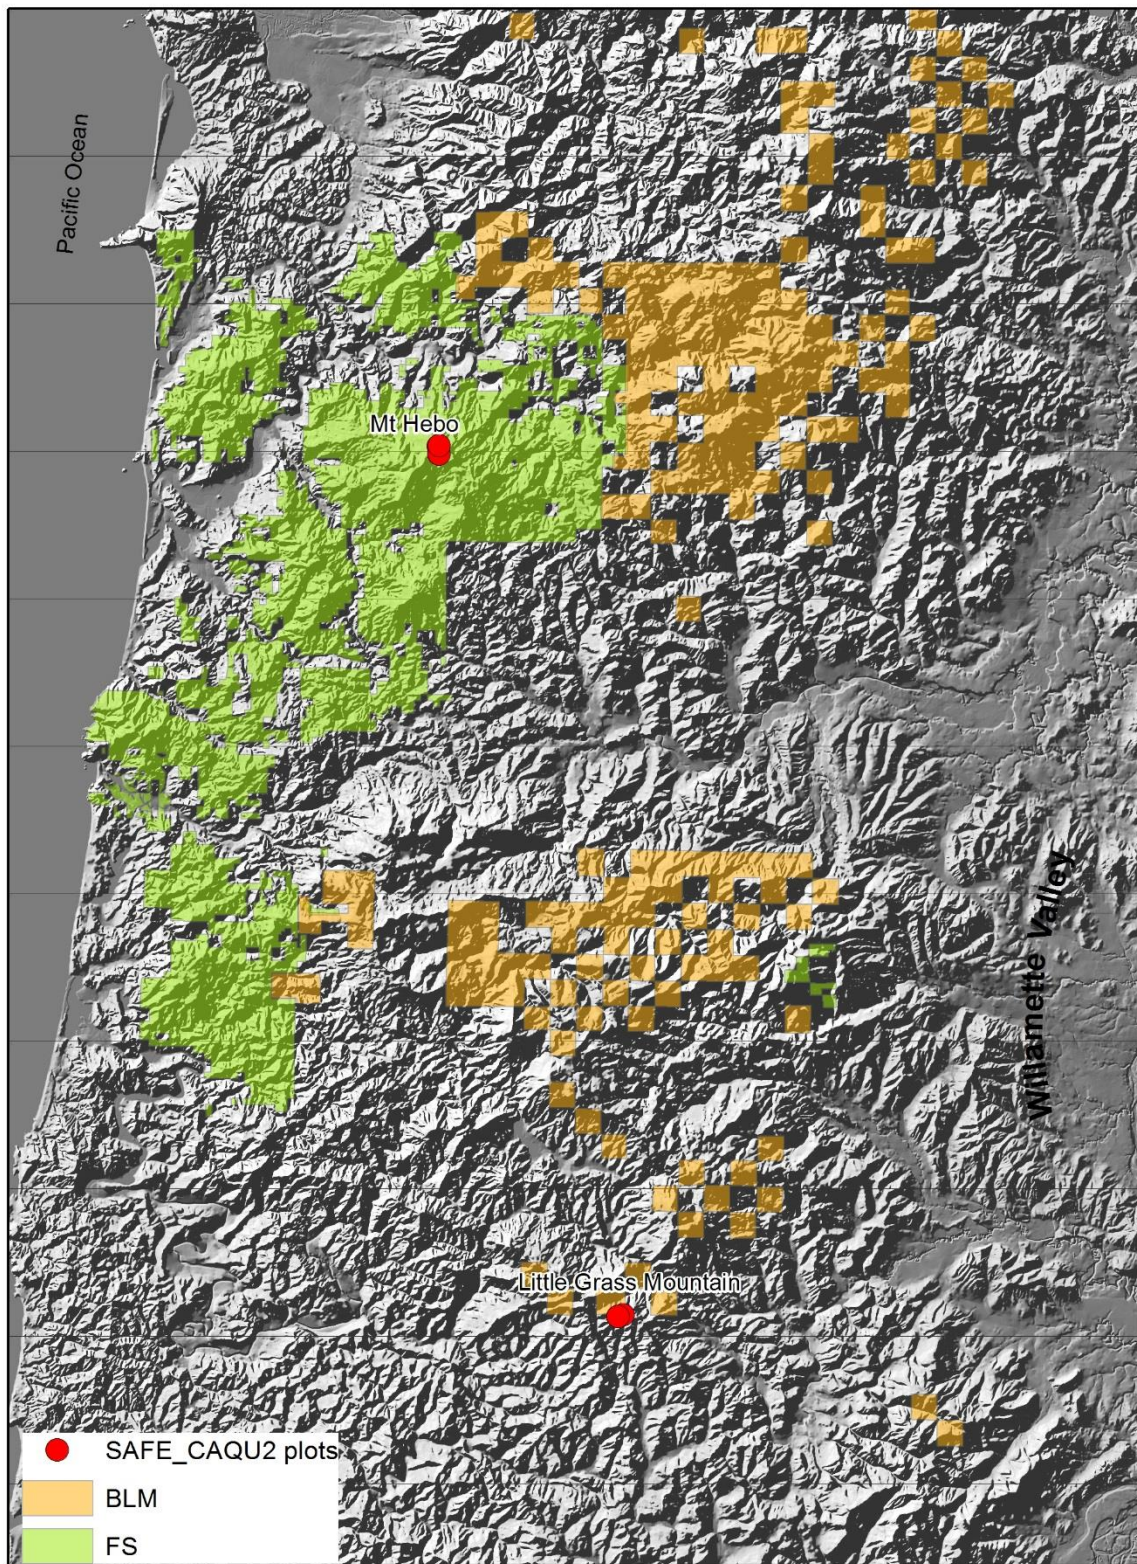 Pacific Ocean
Mt Hebo
Willamette Valley
Little Grass Mountain
SAFE_CAQU2 plots
BLM
FS